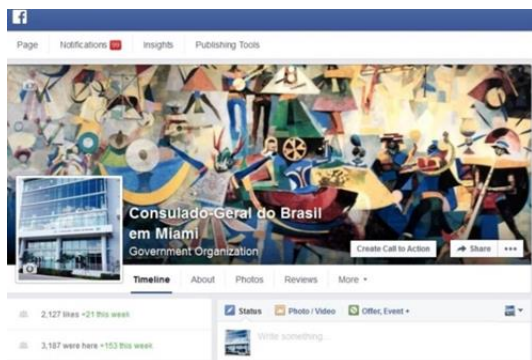 f
Page Notifications 99 Insights Publishing Tools
Consulado-Geral do Brasil
em Miami
Government Organization
Create Call to Action Share
Timeline About Photos Reviews More
2,127 likes +21 this week
Status Photo / Video Offer, Event +
3,187 were here +153 this week
Write something...